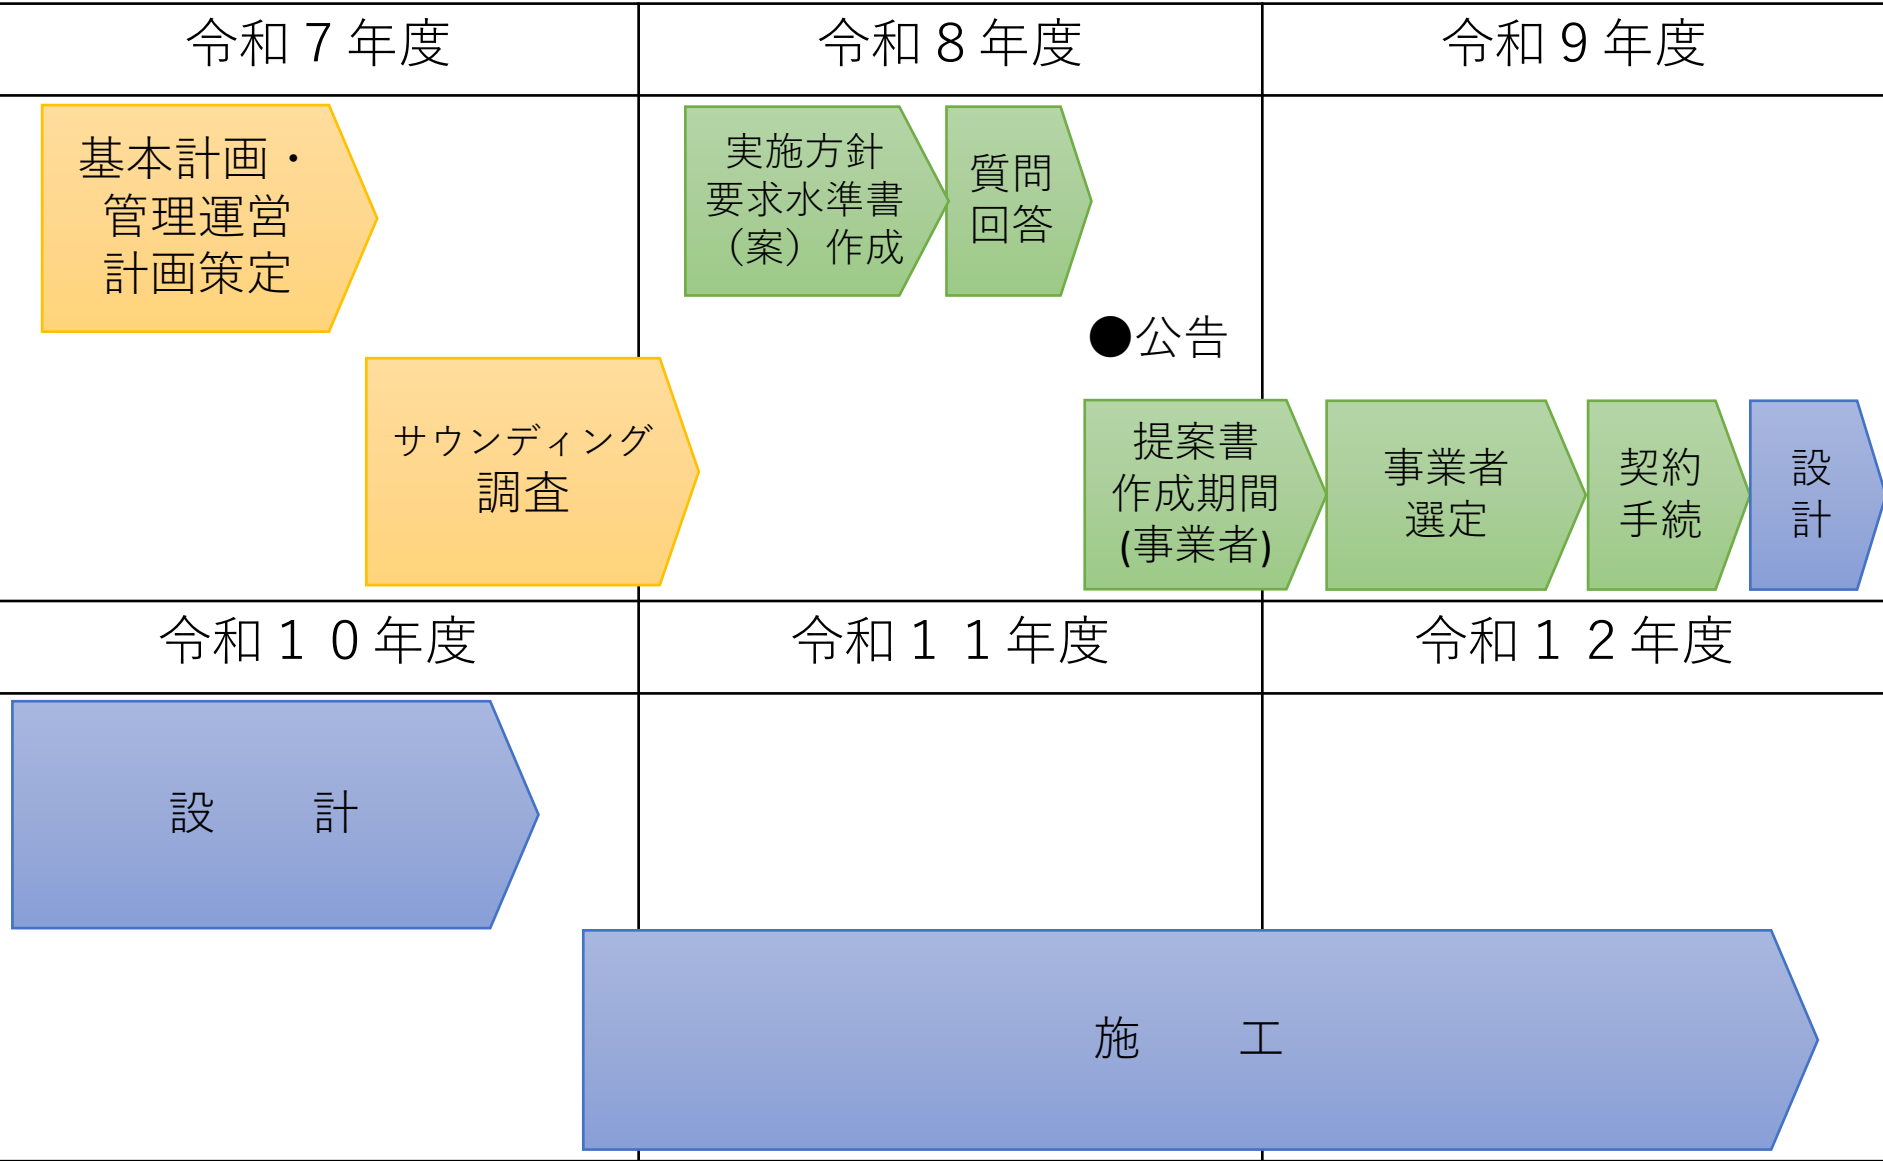 令和７年度
令和８年度
令和９年度
基本計画・
管理運営
計画策定
サウンディング
調査
実施方針
要求水準書
（案）作成
質問
回答
●公告
提案書
作成期間
(事業者)
事業者
選定
契約
手続
設
計
令和１０年度
令和１１年度
令和１２年度
設　　計
施　　工